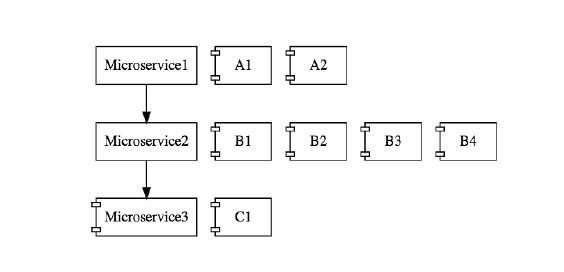 Microservice1 A1 A2
Microservice2 B1 B2 B3 B4
Microservice3 C1